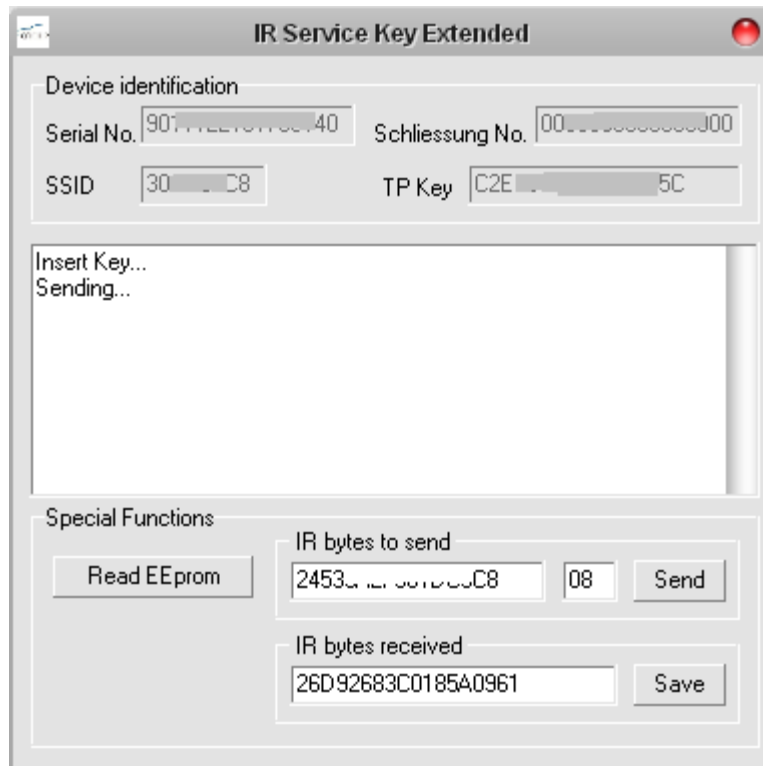 IR Service Key Extended
Device identification
Serial No. Schliessung No.
SSID TP Key
Insert Key...
Sending...
Special Functions
IR bytes to send
Read EEprom 08 Send
IR bytes received
26D92683C0185A0961 Save